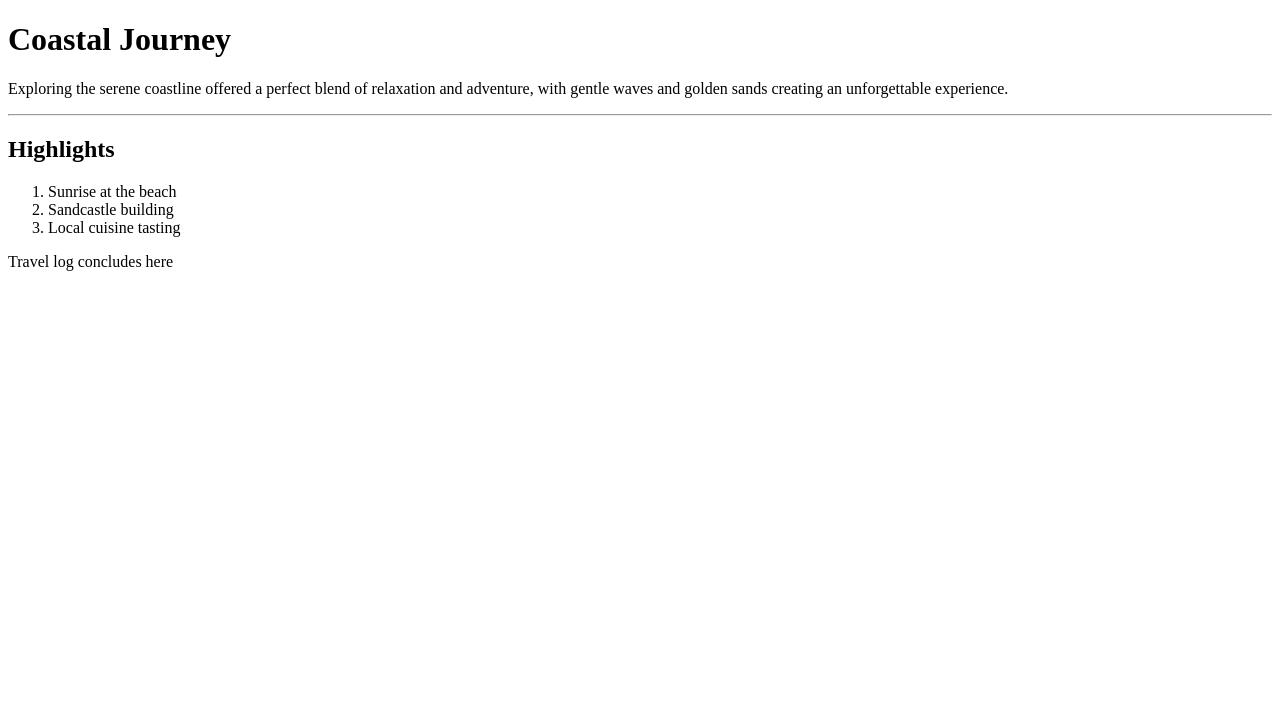 Coastal Journey
Exploring the serene coastline offered a perfect blend of relaxation and adventure, with gentle waves and golden sands creating an unforgettable experience.
Highlights
1. Sunrise at the beach
2. Sandcastle building
3. Local cuisine tasting
Travel log concludes here